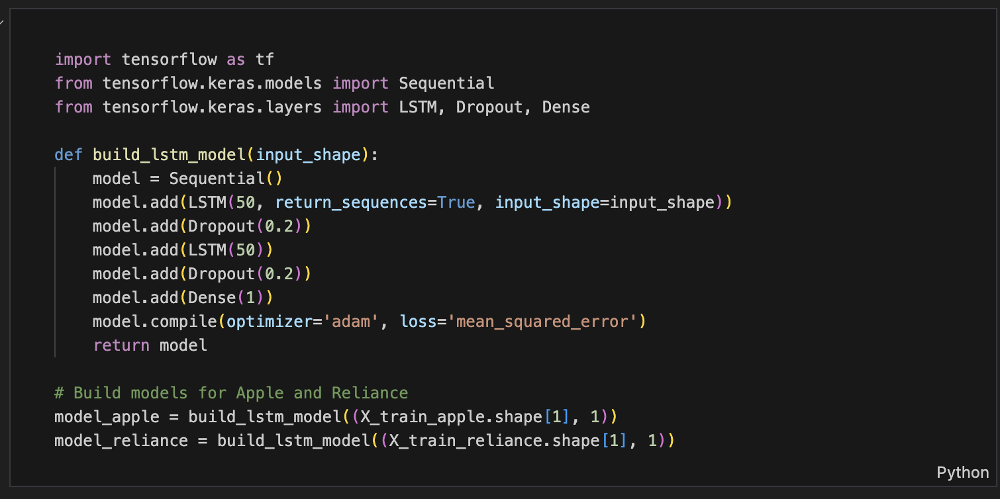 import tensorflow as tf
from tensorflow.keras.models import Sequential
from tensorflow.keras.layers import LSTM, Dropout, Dense

def build_lstm_model(input_shape):
    model = Sequential()
    model.add(LSTM(50, return_sequences=True, input_shape=input_shape))
    model.add(Dropout(0.2))
    model.add(LSTM(50))
    model.add(Dropout(0.2))
    model.add(Dense(1))
    model.compile(optimizer='adam', loss='mean_squared_error')
    return model

# Build models for Apple and Reliance
model_apple = build_lstm_model((X_train_apple.shape[1], 1))
model_reliance = build_lstm_model((X_train_reliance.shape[1], 1))
Python